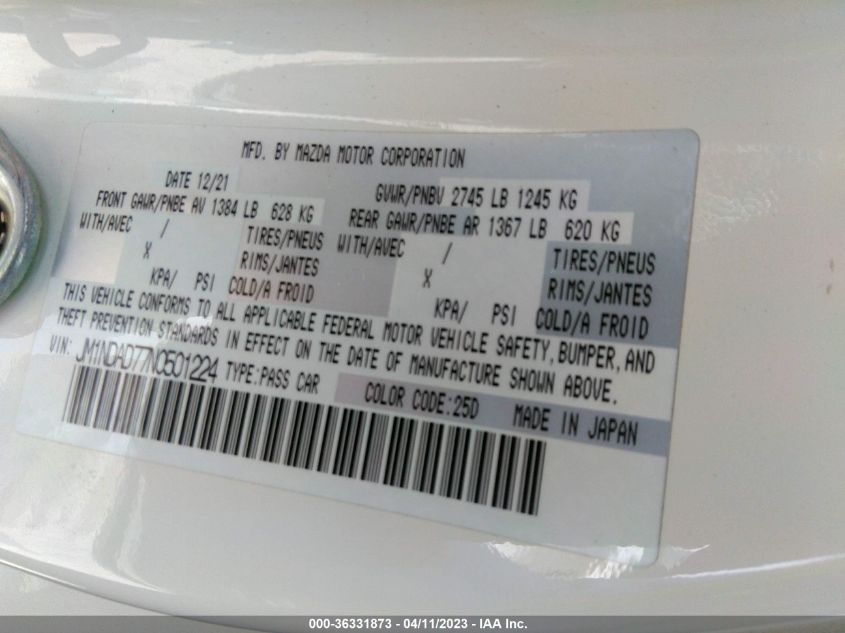 MFD. BY MAZDA MOTOR CORPORATION
DATE 12/21 GVWR/PNBV 2745 LB 1245 KG
FRONT GAWR/PNBE AV 1384 LB 628 KG REAR GAWR/PNBE AR 1367 LB 620 KG
WITH/AVEC / TIRES/PNEUS WITH/AVEC / TIRES/PNEUS
X RIMS/JANTES X RIMS/JANTES
KPA/ PSI COLD/A FROID KPA/ PSI COLD/A FROID
THIS VEHICLE CONFORMS TO ALL APPLICABLE FEDERAL MOTOR VEHICLE SAFETY, BUMPER, AND
THEFT PREVENTION STANDARDS IN EFFECT ON THE DATE OF MANUFACTURE SHOWN ABOVE.
VIN: JM1NDAD77N0501224 TYPE:PASS CAR COLOR CODE:25D MADE IN JAPAN
000-36331873 - 04/11/2023 - IAA Inc.